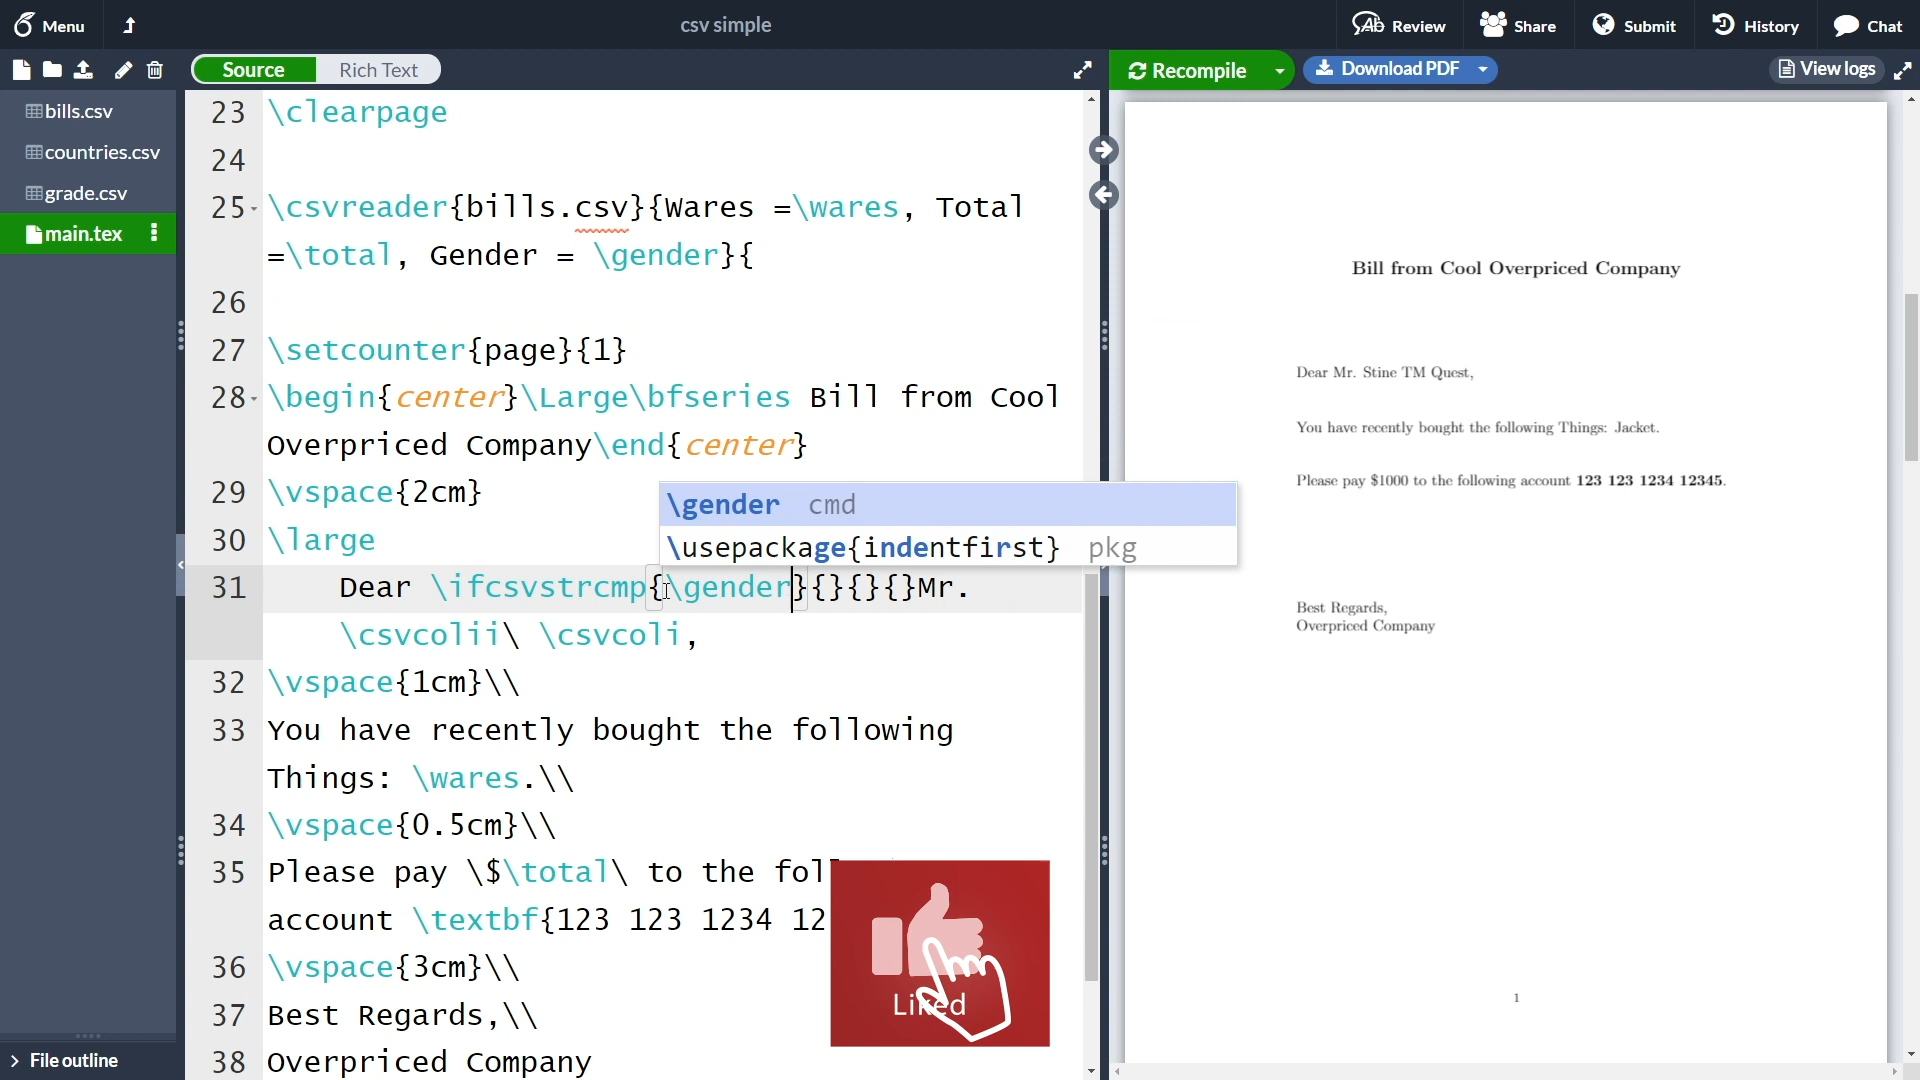 Menu
csv simple
Review
Share
Submit
History
Chat
Source
Rich Text
Recompile
Download PDF
View logs
bills.csv
countries.csv
grade.csv
main.tex
File outline
23 \clearpage
24
25 \csvreader{bills.csv}{Wares =\wares, Total
=\total, Gender = \gender}{
26
27 \setcounter{page}{1}
28 \begin{center}\Large\bfseries Bill from Cool
Overpriced Company\end{center}
29 \vspace{2cm}
30 \large
\gender cmd
\usepackage{indentfirst} pkg
31 Dear \ifcsvstrcmp{\gender}{}{}{}Mr.
\csvcolii\ \csvcoli,
32 \vspace{1cm}\\
33 You have recently bought the following
Things: \wares.\\
34 \vspace{0.5cm}\\
35 Please pay \$\total\ to the fol
account \textbf{123 123 1234 12
36 \vspace{3cm}\\
37 Best Regards,\\
38 Overpriced Company
Liked
Bill from Cool Overpriced Company
Dear Mr. Stine TM Quest,
You have recently bought the following Things: Jacket.
Please pay $1000 to the following account 123 123 1234 12345.
Best Regards,
Overpriced Company
1